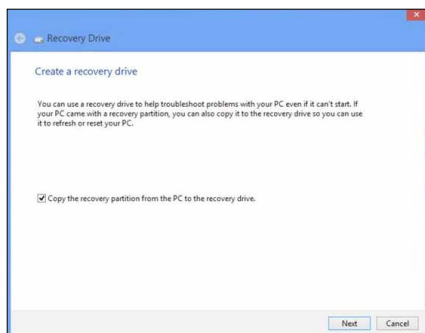 Recovery Drive
Create a recovery drive
You can use a recovery drive to help troubleshoot problems with your PC even if it can't start. If
your PC came with a recovery partition, you can also copy it to the recovery drive so you can use
it to refresh or reset your PC.
Copy the recovery partition from the PC to the recovery drive.
Next Cancel